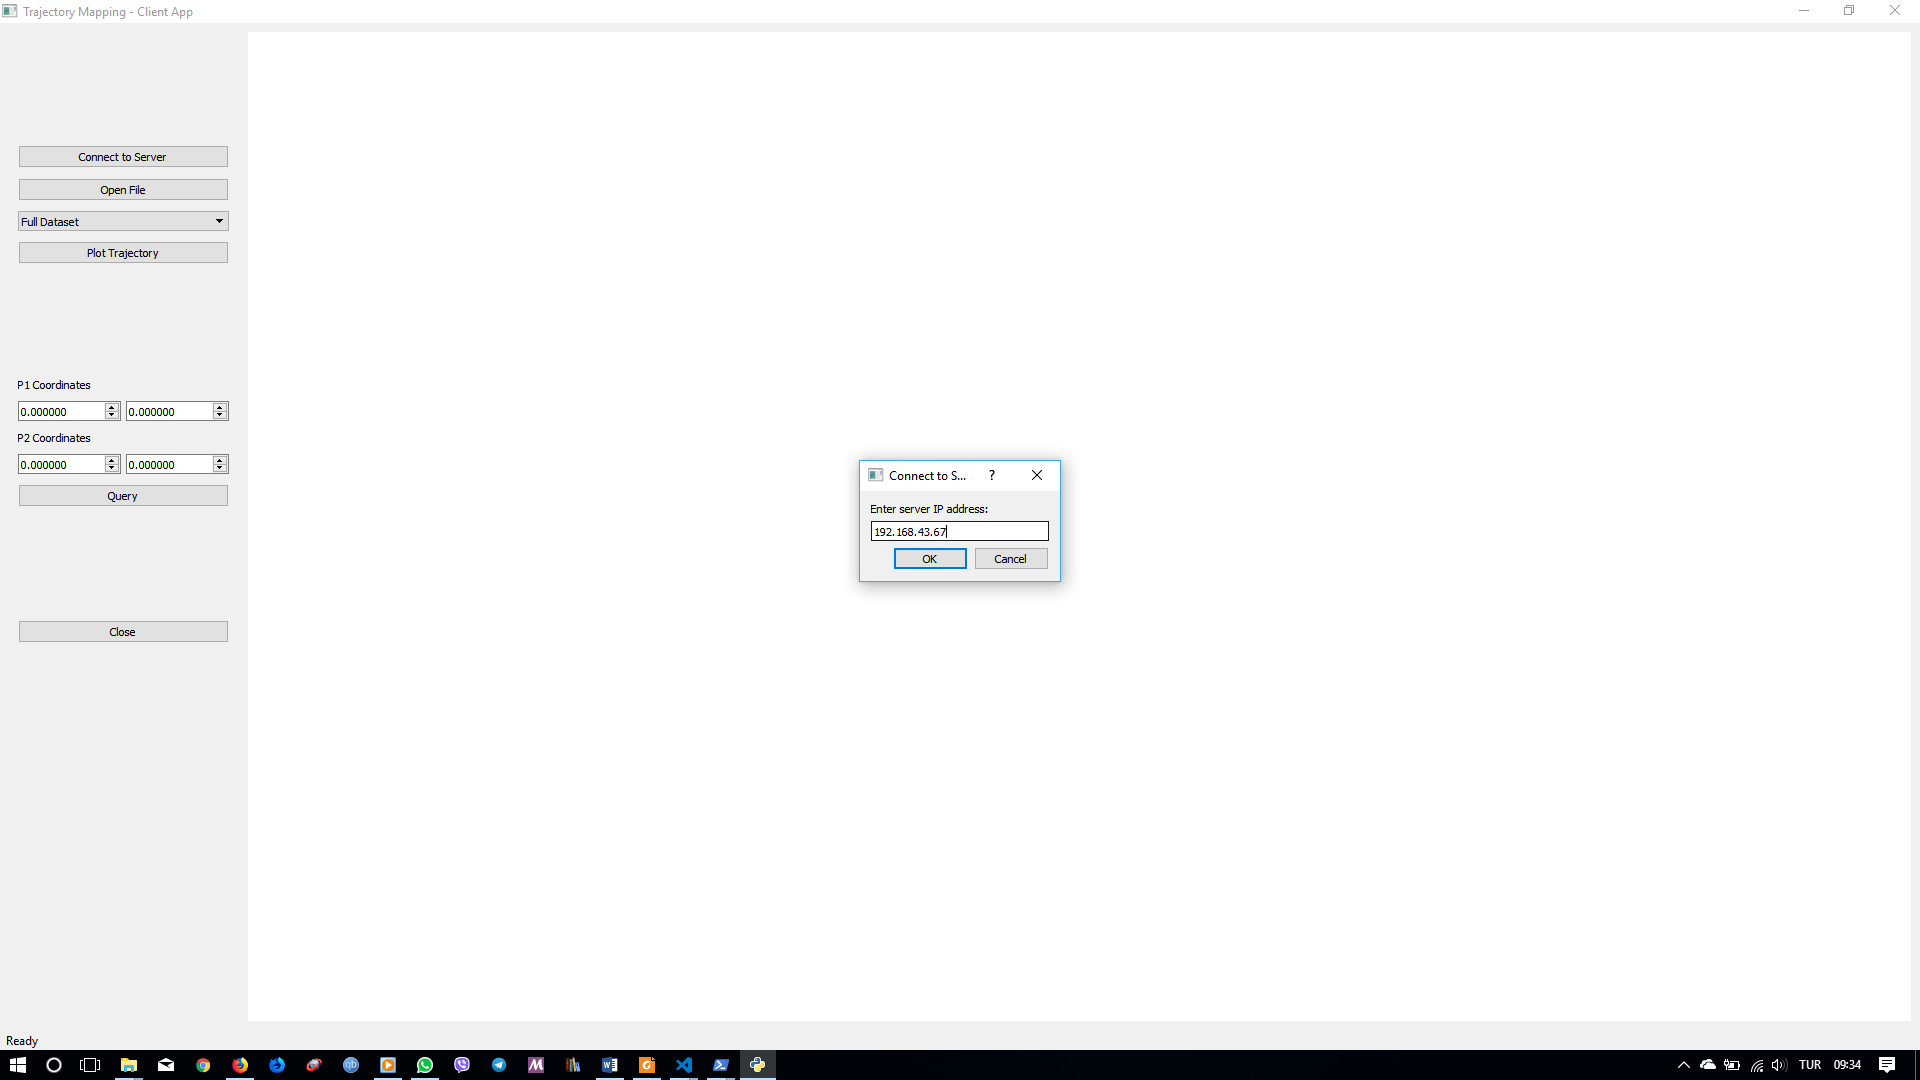 Trajectory Mapping - Client App
Connect to Server
Open File
Full Dataset
Plot Trajectory
P1 Coordinates
0.000000 0.000000
P2 Coordinates
0.000000 0.000000
Query
Close
Connect to S... ?
Enter server IP address:
192.168.43.67
OK Cancel
Ready
TUR 09:34